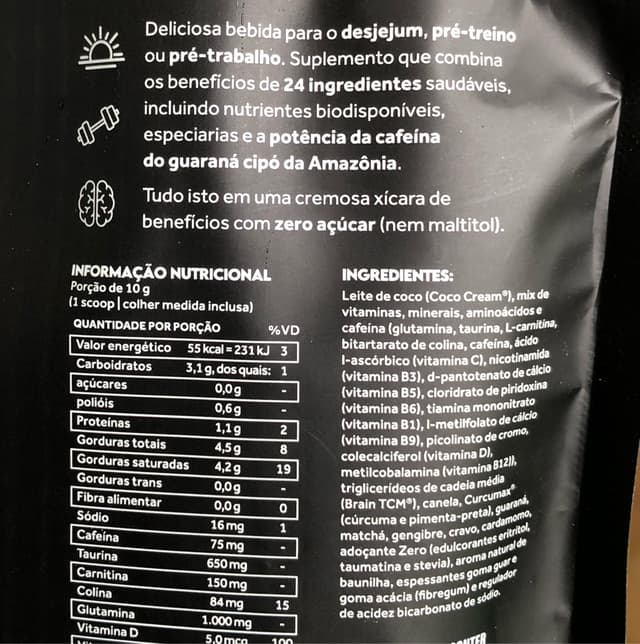 Deliciosa bebida para o desjejum, pré-treino
ou pré-trabalho. Suplemento que combina
os benefícios de 24 ingredientes saudáveis,
incluindo nutrientes biodisponíveis,
especiarias e a potência da cafeína
do guaraná cipó da Amazônia.
Tudo isto em uma cremosa xícara de
benefícios com zero açúcar (nem maltitol).
INFORMAÇÃO NUTRICIONAL
Porção de 10 g
(1 scoop | colher medida inclusa)
QUANTIDADE POR PORÇÃO %VD
Valor energético 55 kcal = 231 kJ 3
Carboidratos 3,1 g, dos quais: 1
açúcares 0,0 g -
polióis 0,6 g -
Proteínas 1,1 g 2
Gorduras totais 4,5 g 8
Gorduras saturadas 4,2 g 19
Gorduras trans 0,0 g -
Fibra alimentar 0,0 g 0
Sódio 16 mg 1
Cafeína 75 mg -
Taurina 650 mg -
Carnitina 150 mg -
Colina 84 mg 15
Glutamina 1.000 mg -
Vitamina D 5,0 mcg 100
INGREDIENTES:
Leite de coco (Coco Cream®), mix de
vitaminas, minerais, aminoácidos e
cafeína (glutamina, taurina, L-carnitina,
bitartarato de colina, cafeína, ácido
l-ascórbico (vitamina C), nicotinamida
(vitamina B3), d-pantotenato de cálcio
(vitamina B5), cloridrato de piridoxina
(vitamina B6), tiamina mononitrato
(vitamina B1), l-metilfolato de cálcio
(vitamina B9), picolinato de cromo,
colecalciferol (vitamina D),
metilcobalamina (vitamina B12)),
triglicerídeos de cadeia média
(Brain TCM®), canela, Curcumax®
(cúrcuma e pimenta-preta), guaraná,
matchá, gengibre, cravo, cardamomo,
adoçante Zero (edulcorantes eritritol,
taumatina e stevia), aroma natural de
baunilha, espessantes goma guar e
goma acácia (fibregum) e regulador
de acidez bicarbonato de sódio.